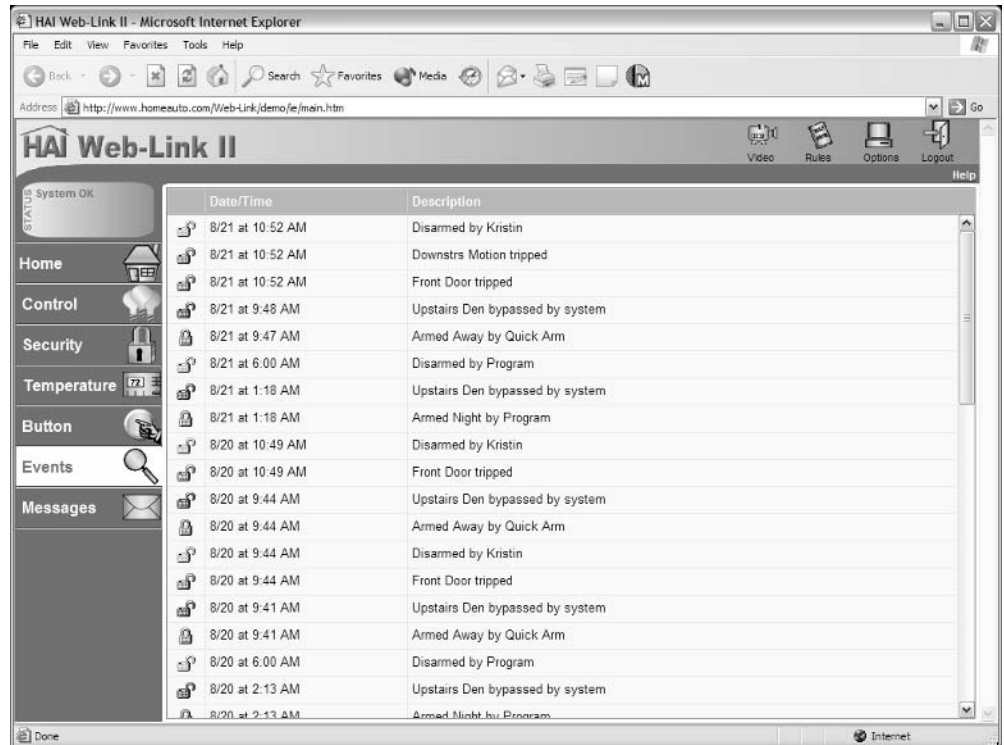 HAI Web-Link II - Microsoft Internet Explorer
File Edit View Favorites Tools Help
Back Search Favorites Media
Address http://www.homeauto.com/Web-Link/demo/ie/main.htm Go
HAI Web-Link II
Video Rules Options Logout
Help
STATUS System OK
Home
Control
Security
Temperature 72
Button
Events
Messages
Date/Time Description
8/21 at 10:52 AM Disarmed by Kristin
8/21 at 10:52 AM Downstrs Motion tripped
8/21 at 10:52 AM Front Door tripped
8/21 at 9:48 AM Upstairs Den bypassed by system
8/21 at 9:47 AM Armed Away by Quick Arm
8/21 at 6:00 AM Disarmed by Program
8/21 at 1:18 AM Upstairs Den bypassed by system
8/21 at 1:18 AM Armed Night by Program
8/20 at 10:49 AM Disarmed by Kristin
8/20 at 10:49 AM Front Door tripped
8/20 at 9:44 AM Upstairs Den bypassed by system
8/20 at 9:44 AM Armed Away by Quick Arm
8/20 at 9:44 AM Disarmed by Kristin
8/20 at 9:44 AM Front Door tripped
8/20 at 9:41 AM Upstairs Den bypassed by system
8/20 at 9:41 AM Armed Away by Quick Arm
8/20 at 6:00 AM Disarmed by Program
8/20 at 2:13 AM Upstairs Den bypassed by system
8/20 at 2:13 AM Armed Night by Program
Done Internet